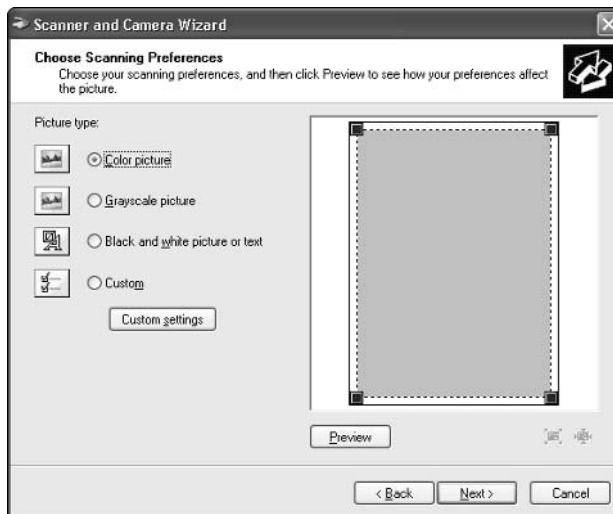 Scanner and Camera Wizard
Choose Scanning Preferences
Choose your scanning preferences, and then click Preview to see how your preferences affect
the picture.
Picture type:
Color picture
Grayscale picture
Black and white picture or text
Custom
Custom settings
Preview
< Back
Next >
Cancel